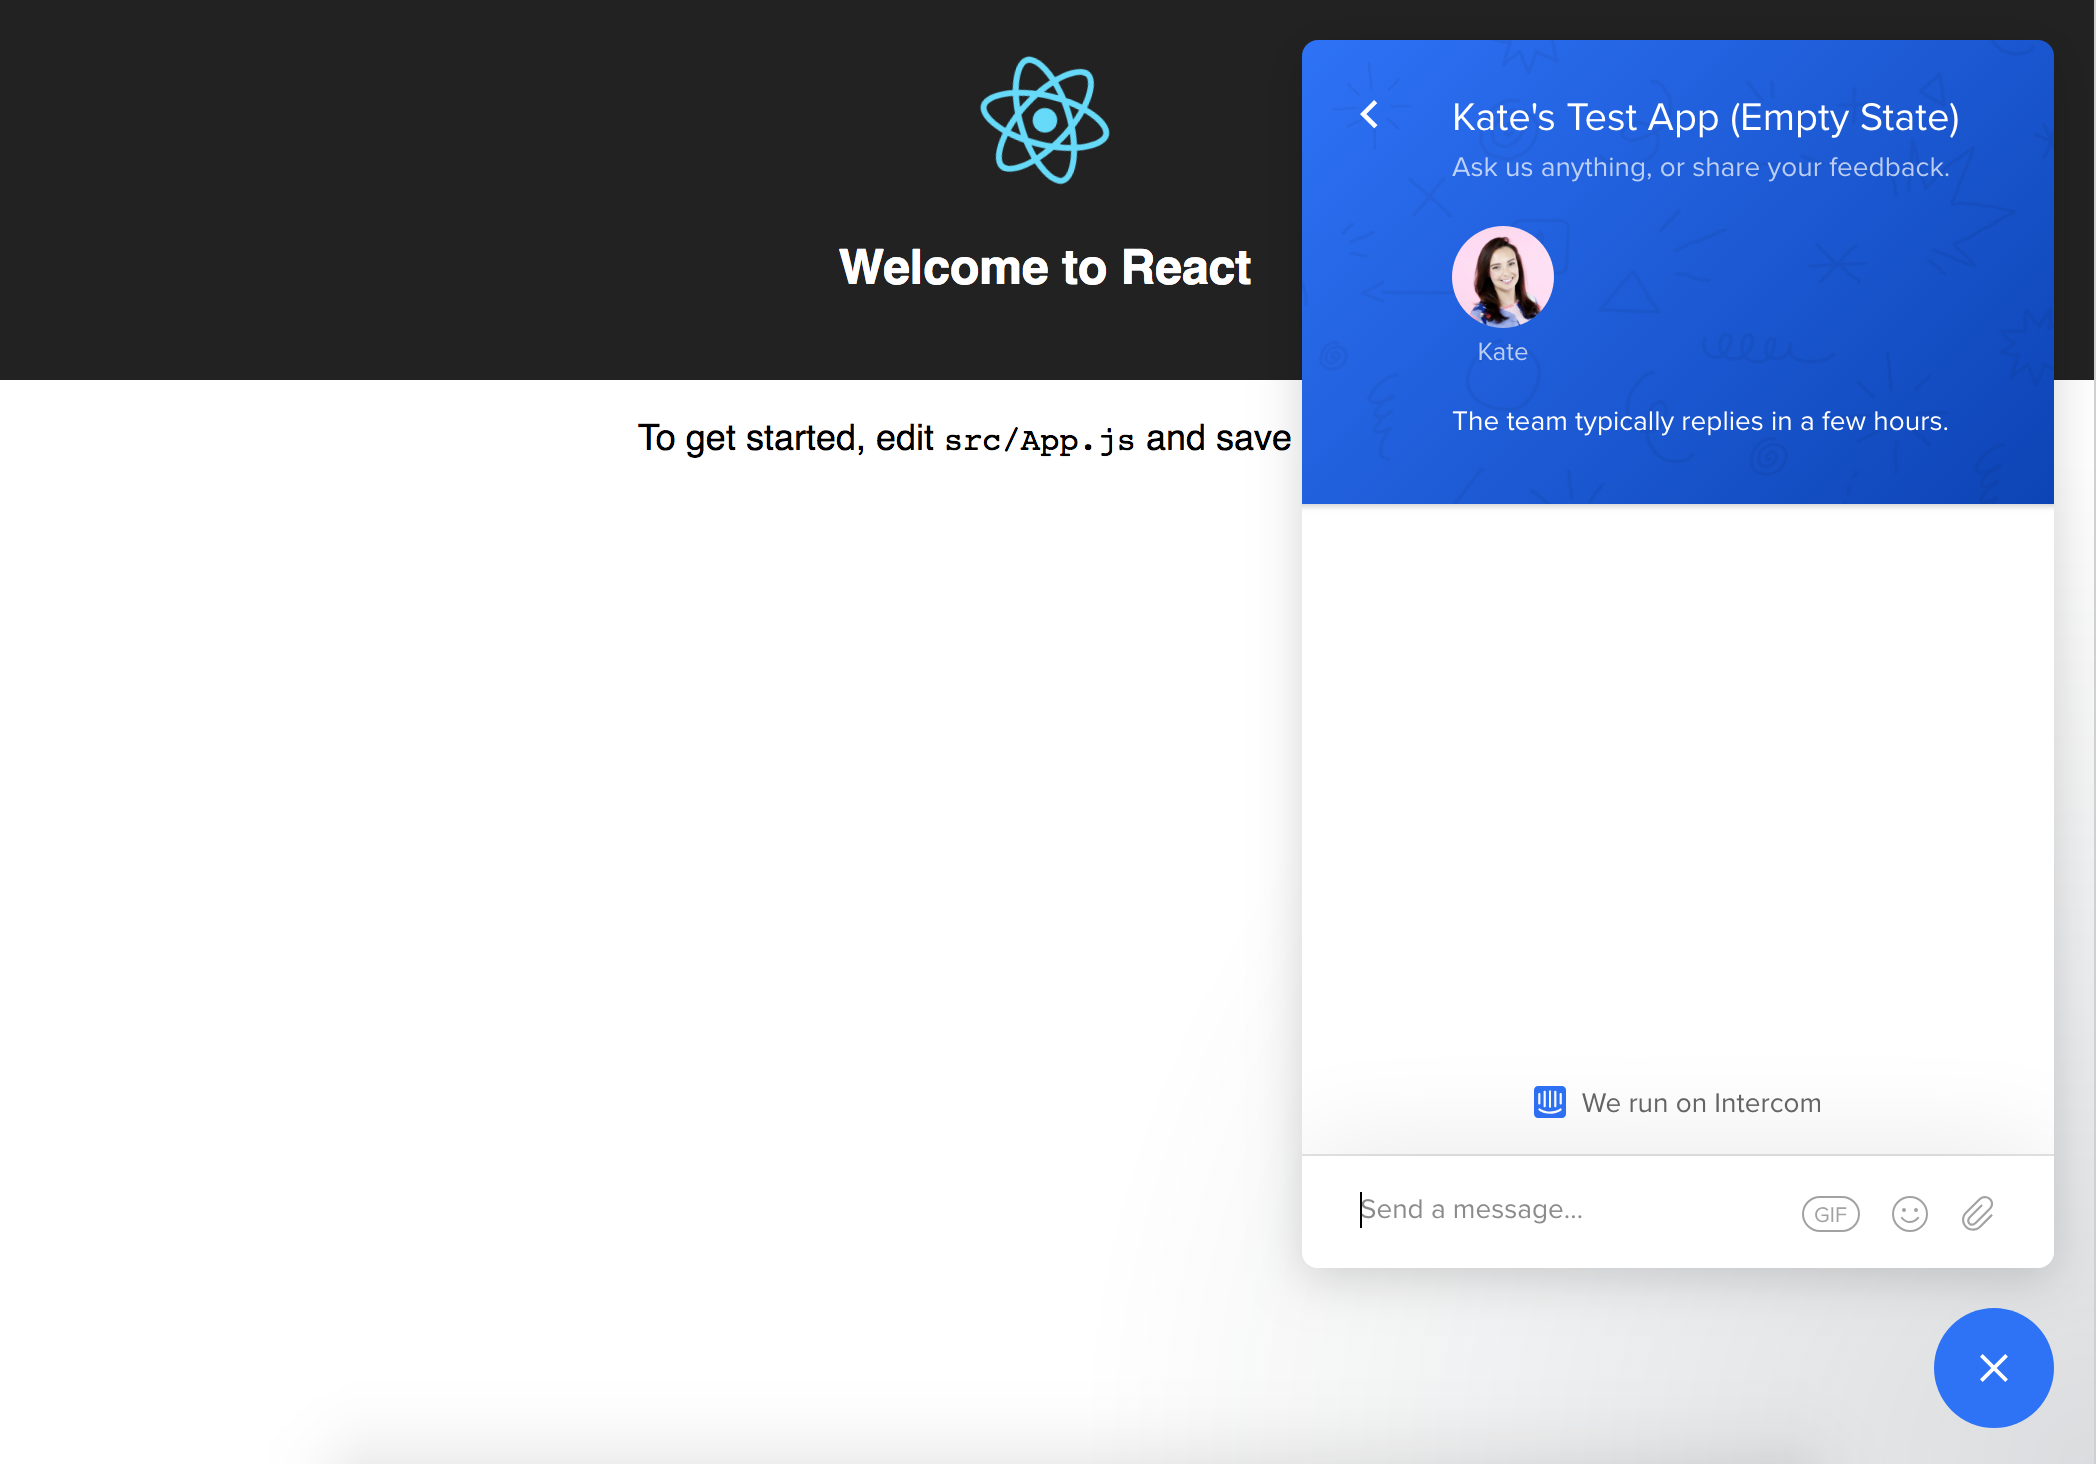 Welcome to React
To get started, edit src/App.js and save
Kate's Test App (Empty State)
Ask us anything, or share your feedback.
Kate
The team typically replies in a few hours.
We run on Intercom
Send a message...
GIF